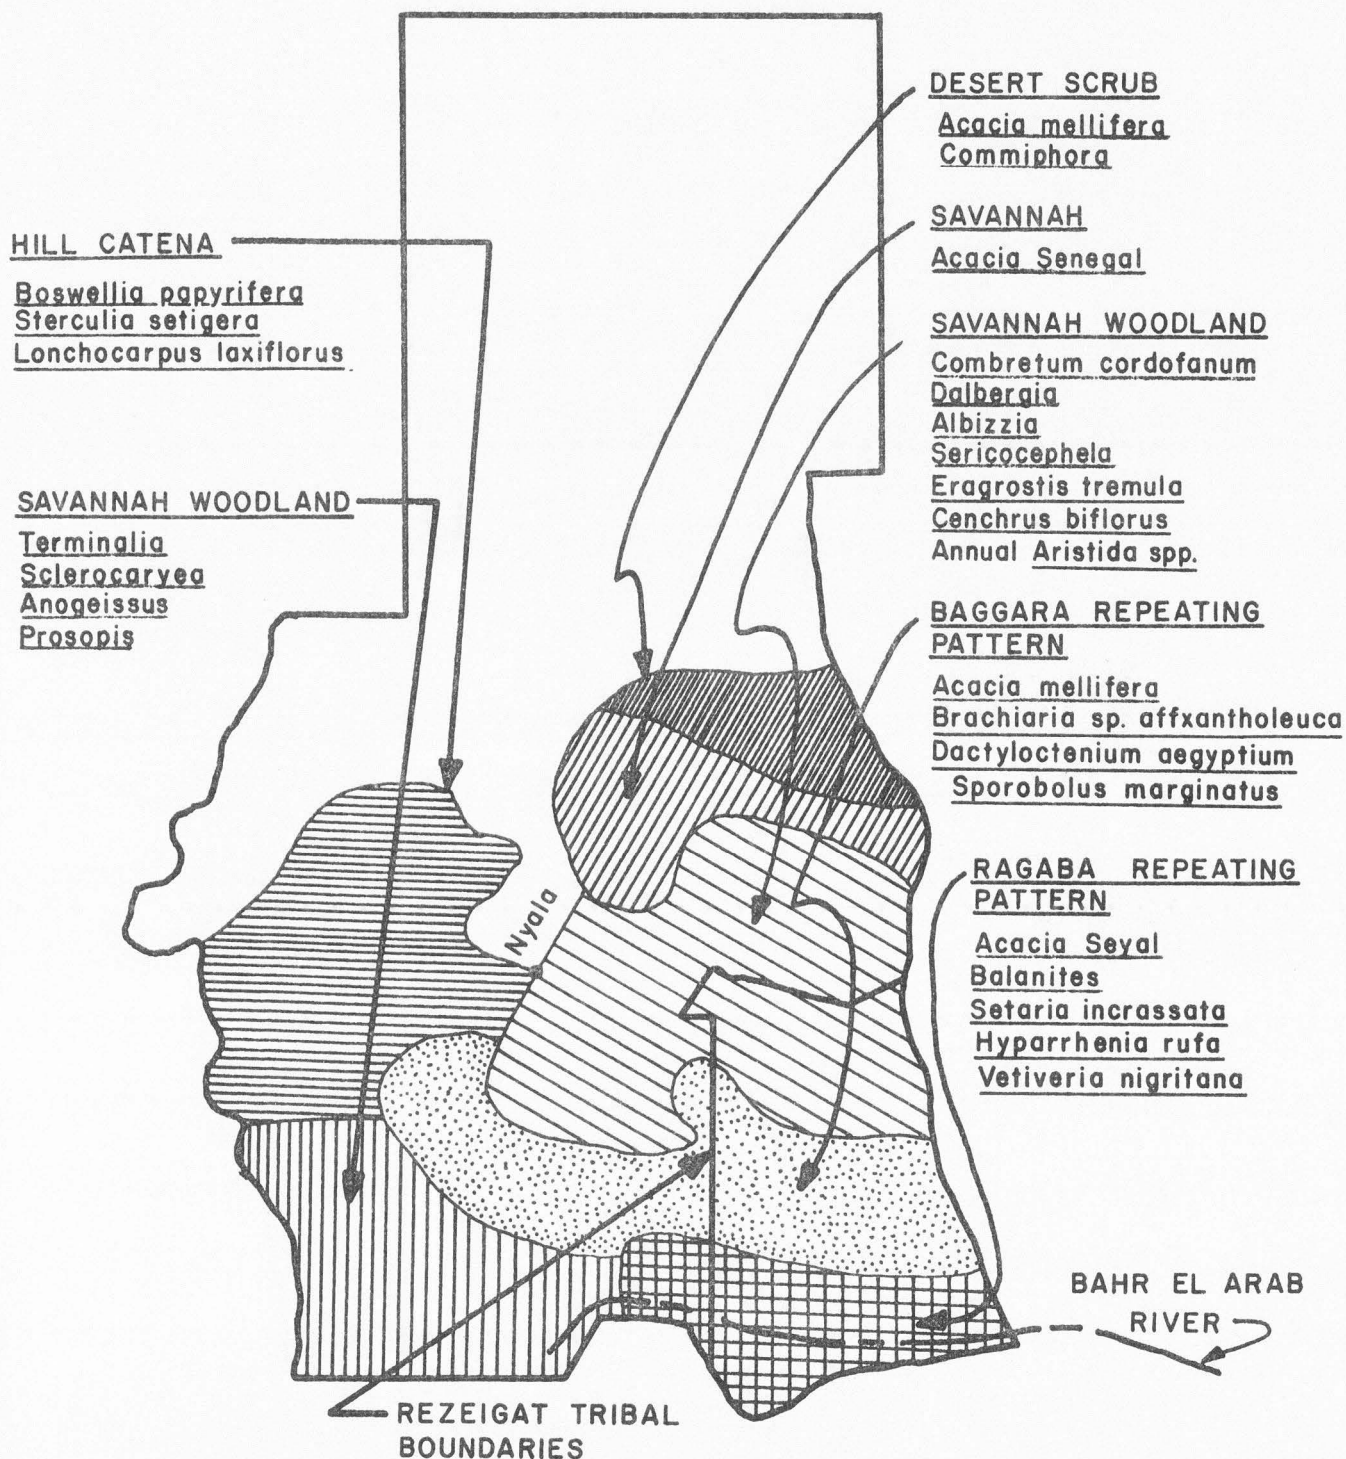 HILL CATENA
Boswellia papyrifera
Sterculia setigera
Lonchocarpus laxiflorus
SAVANNAH WOODLAND
Terminalia
Sclerocaryea
Anogeissus
Prosopis
DESERT SCRUB
Acacia mellifera
Commiphora
SAVANNAH
Acacia Senegal
SAVANNAH WOODLAND
Combretum cordofanum
Dalbergia
Albizzia
Sericocephela
Eragrostis tremula
Cenchrus biflorus
Annual Aristida spp.
BAGGARA REPEATING
PATTERN
Acacia mellifera
Brachiaria sp. affxantholeuca
Dactyloctenium aegyptium
Sporobolus marginatus
RAGABA REPEATING
PATTERN
Acacia Seyal
Balanites
Setaria incrassata
Hyparrhenia rufa
Vetiveria nigritana
Nyala
BAHR EL ARAB
RIVER
REZEIGAT TRIBAL
BOUNDARIES